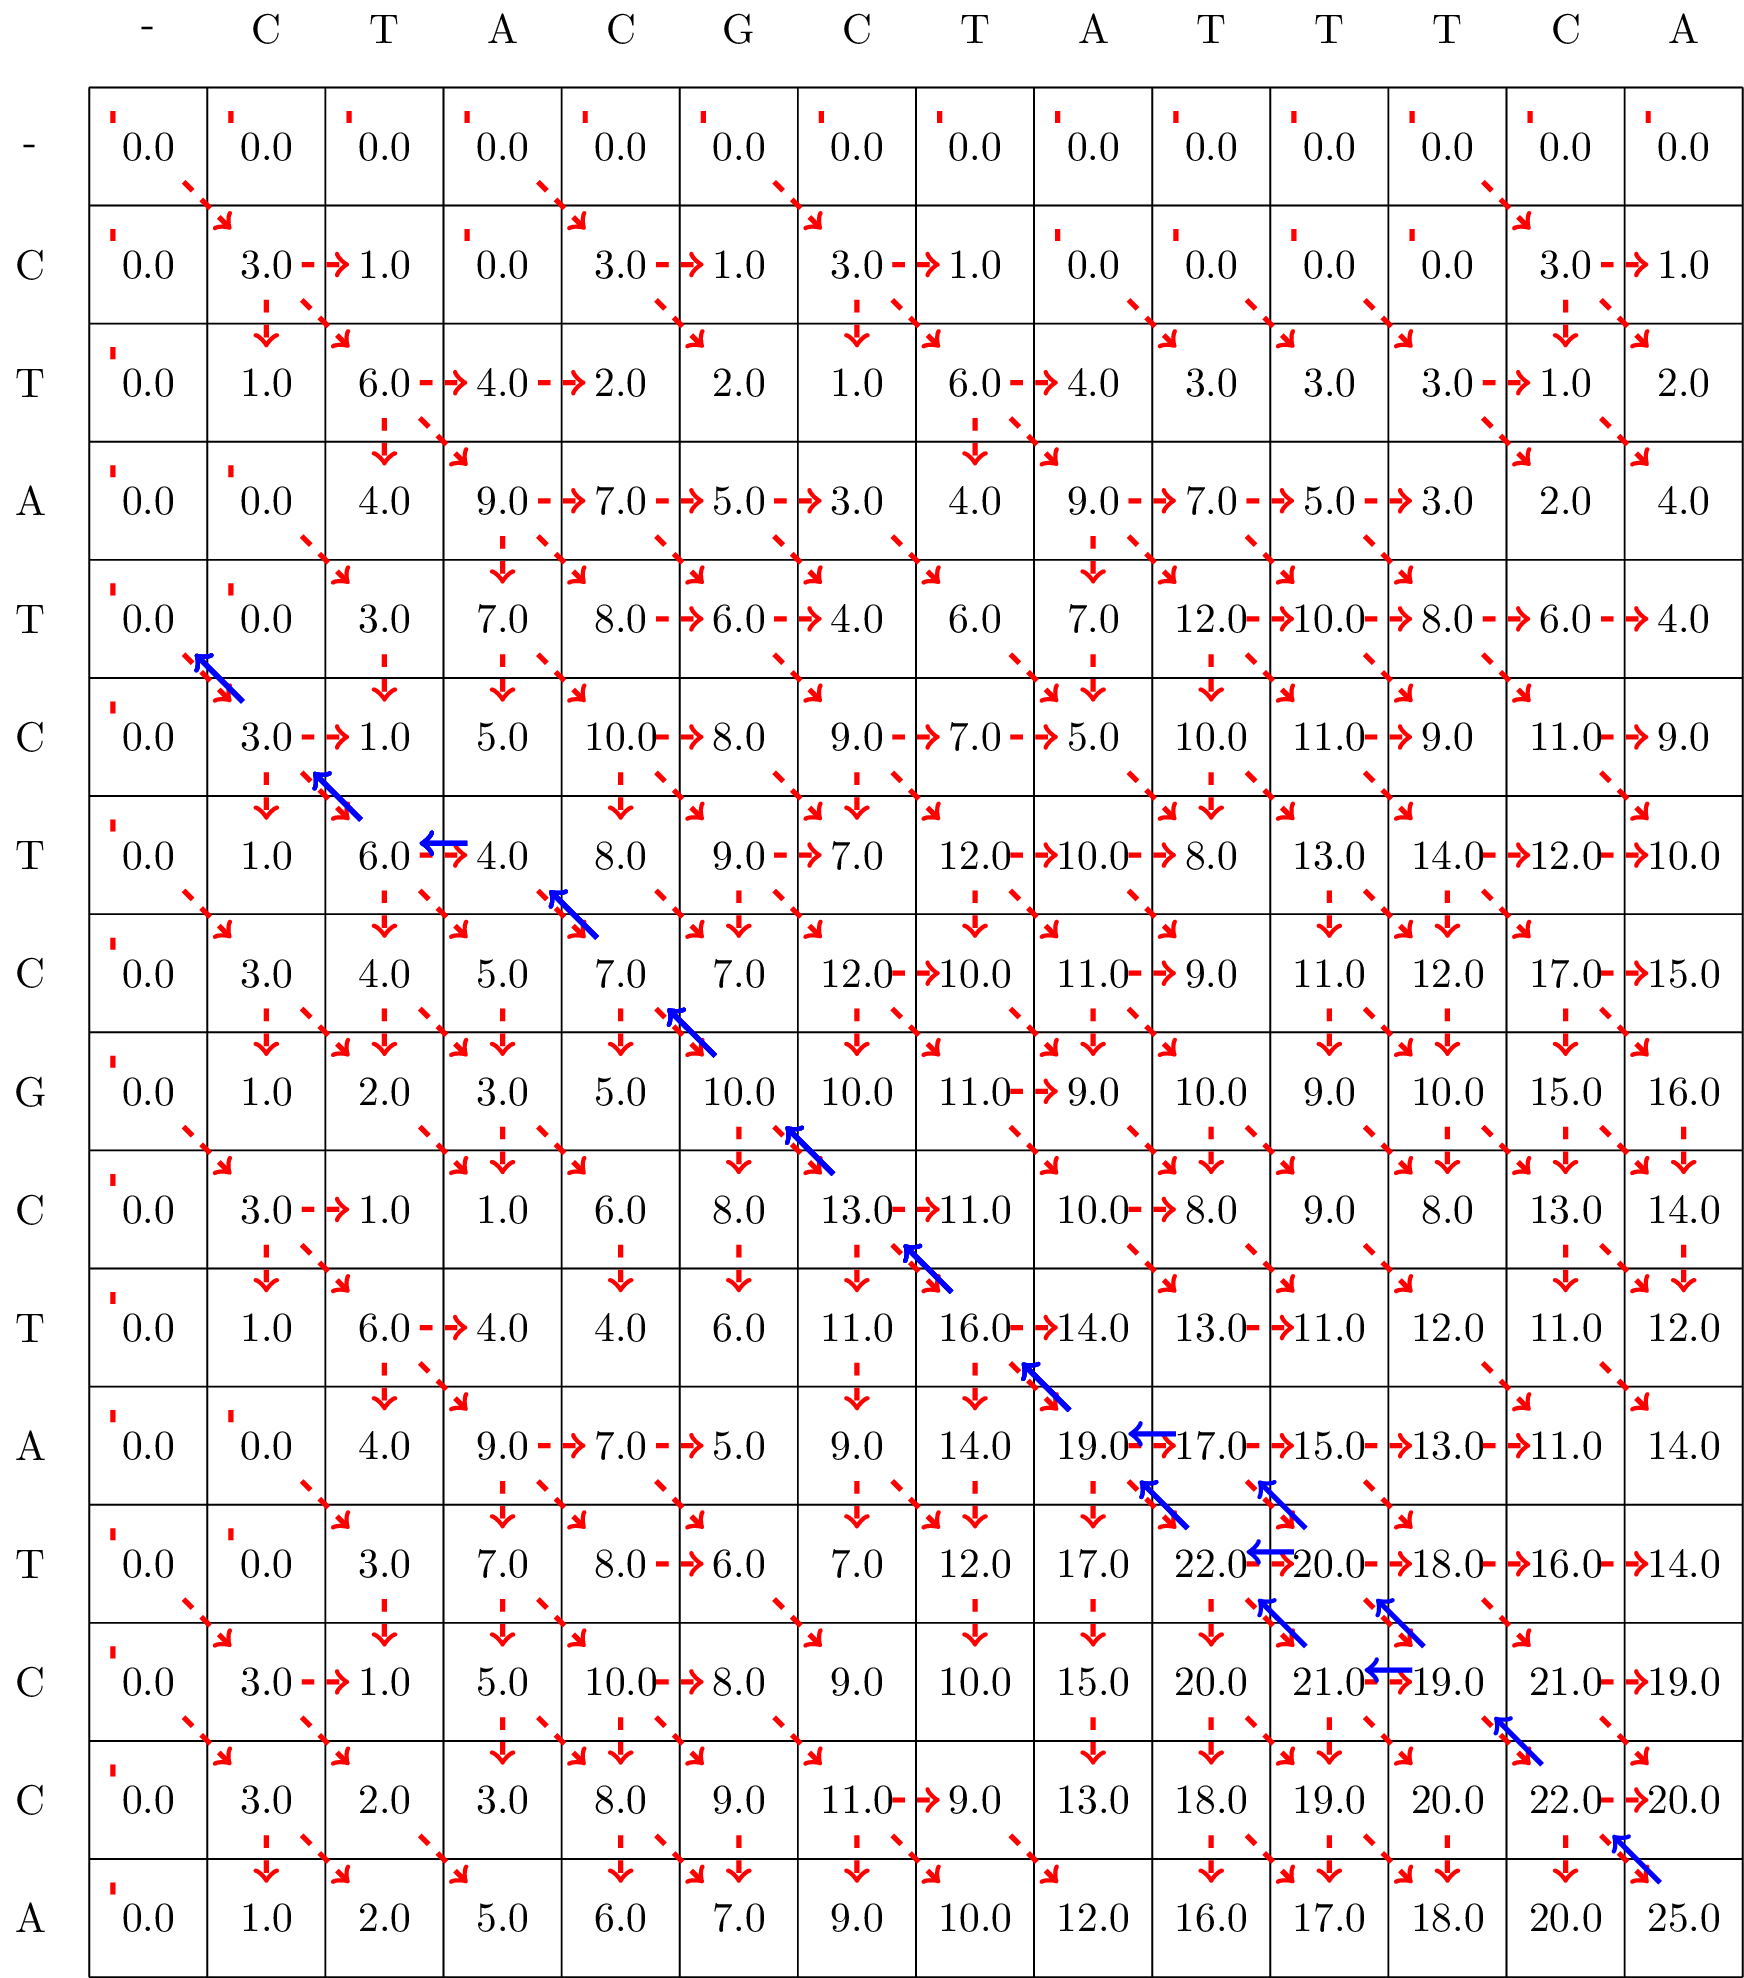 - C T A C G C T A T T T C A
- 0.0 0.0 0.0 0.0 0.0 0.0 0.0 0.0 0.0 0.0 0.0 0.0 0.0 0.0
C 0.0 3.0 1.0 0.0 3.0 1.0 3.0 1.0 0.0 0.0 0.0 0.0 3.0 1.0
T 0.0 1.0 6.0 4.0 2.0 2.0 1.0 6.0 4.0 3.0 3.0 3.0 1.0 2.0
A 0.0 0.0 4.0 9.0 7.0 5.0 3.0 4.0 9.0 7.0 5.0 3.0 2.0 4.0
T 0.0 0.0 3.0 7.0 8.0 6.0 4.0 6.0 7.0 12.0 10.0 8.0 6.0 4.0
C 0.0 3.0 1.0 5.0 10.0 8.0 9.0 7.0 5.0 10.0 11.0 9.0 11.0 9.0
T 0.0 1.0 6.0 4.0 8.0 9.0 7.0 12.0 10.0 8.0 13.0 14.0 12.0 10.0
C 0.0 3.0 4.0 5.0 7.0 7.0 12.0 10.0 11.0 9.0 11.0 12.0 17.0 15.0
G 0.0 1.0 2.0 3.0 5.0 10.0 10.0 11.0 9.0 10.0 9.0 10.0 15.0 16.0
C 0.0 3.0 1.0 1.0 6.0 8.0 13.0 11.0 10.0 8.0 9.0 8.0 13.0 14.0
T 0.0 1.0 6.0 4.0 4.0 6.0 11.0 16.0 14.0 13.0 11.0 12.0 11.0 12.0
A 0.0 0.0 4.0 9.0 7.0 5.0 9.0 14.0 19.0 17.0 15.0 13.0 11.0 14.0
T 0.0 0.0 3.0 7.0 8.0 6.0 7.0 12.0 17.0 22.0 20.0 18.0 16.0 14.0
C 0.0 3.0 1.0 5.0 10.0 8.0 9.0 10.0 15.0 20.0 21.0 19.0 21.0 19.0
C 0.0 3.0 2.0 3.0 8.0 9.0 11.0 9.0 13.0 18.0 19.0 20.0 22.0 20.0
A 0.0 1.0 2.0 5.0 6.0 7.0 9.0 10.0 12.0 16.0 17.0 18.0 20.0 25.0